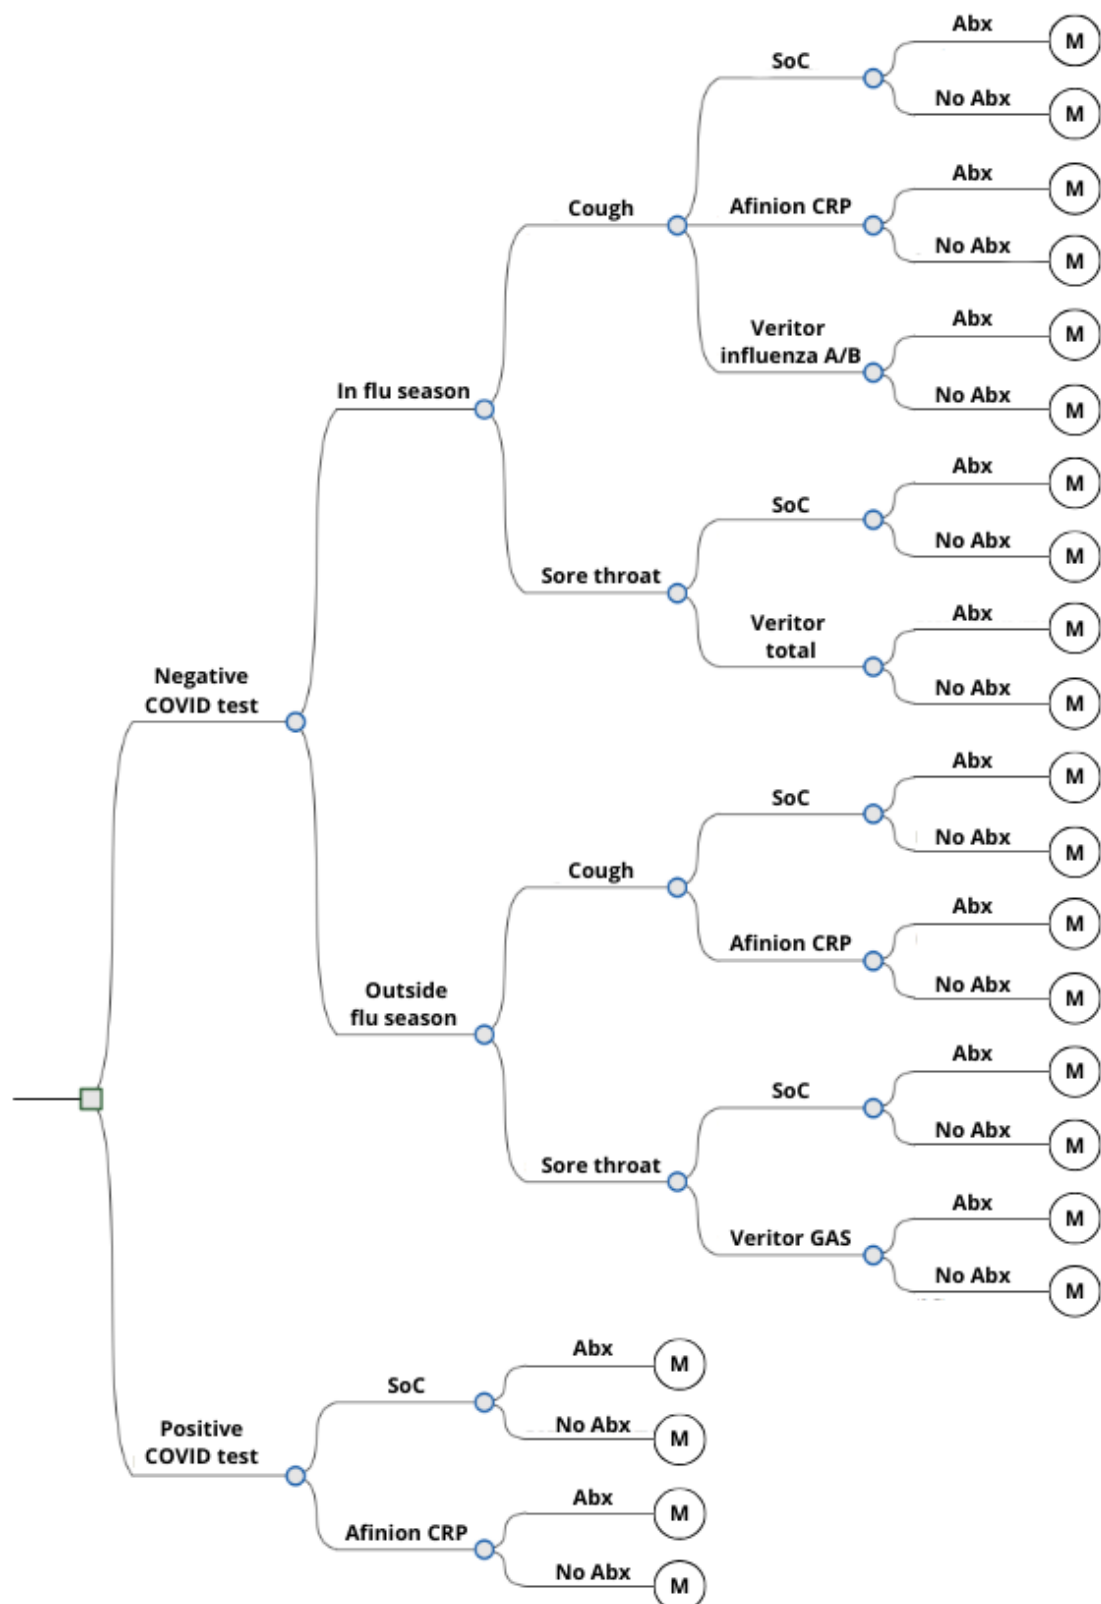 Abx
M
SoC
No Abx
M
Abx
M
Cough
Afinion CRP
No Abx
M
Abx
M
Veritor
influenza A/B
No Abx
M
In flu season
Abx
M
SoC
No Abx
M
Sore throat
Abx
M
Veritor
total
No Abx
M
Negative
COVID test
Abx
M
SoC
No Abx
M
Cough
Abx
M
Afinion CRP
No Abx
M
Outside
flu season
Abx
M
SoC
No Abx
M
Sore throat
Abx
M
Veritor GAS
No Abx
M
Abx
M
SoC
No Abx
M
Positive
COVID test
Abx
M
Afinion CRP
No Abx
M